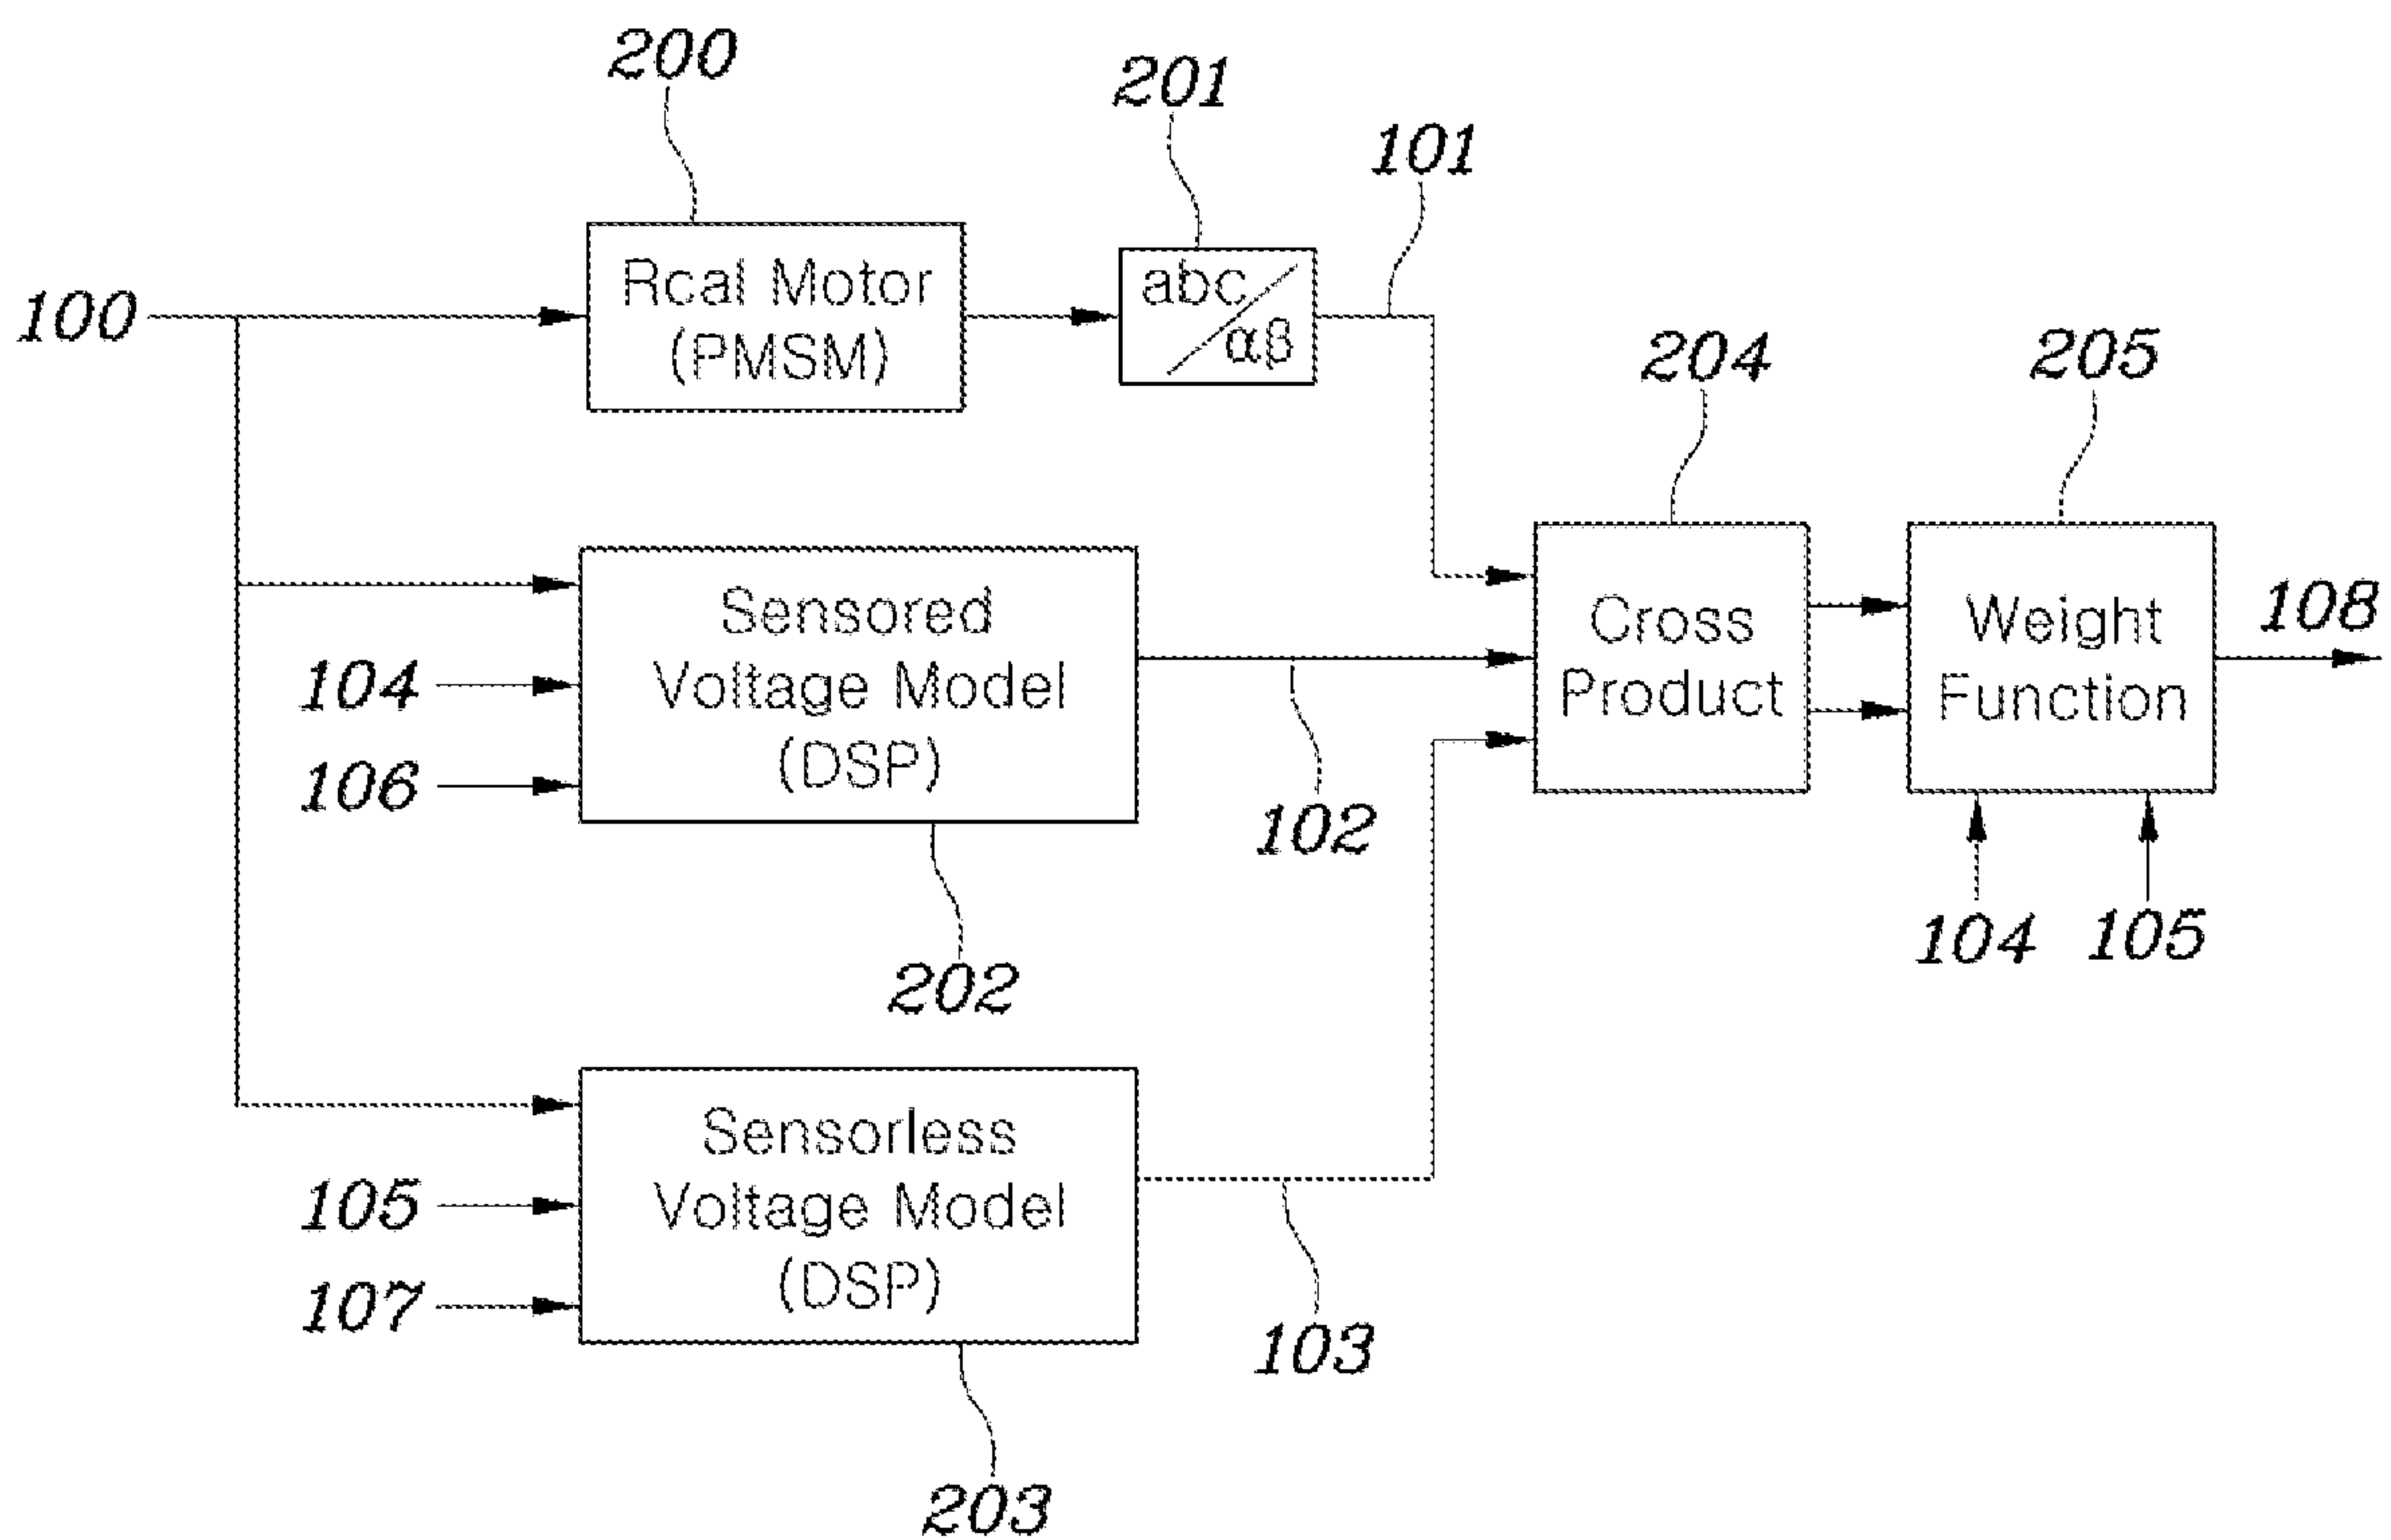 200
201
101
100
Rcal Motor
(PMSM)
abc
αβ
204
205
Sensored
Voltage Model
(DSP)
104
106
102
Cross
Product
Weight
Function
108
104
105
202
Sensorless
Voltage Model
(DSP)
105
107
103
203